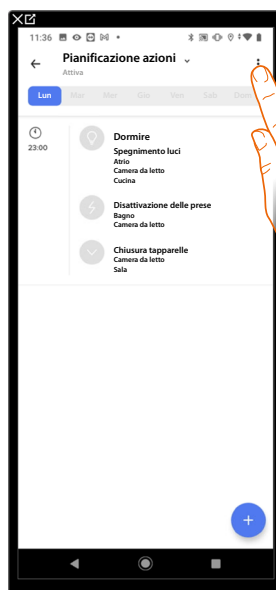 11:36
Pianificazione azioni
Attiva
Lun Mar Mer Gio Ven Sab Dom
23:00
Dormire
Spegnimento luci
Atrio
Camera da letto
Cucina
Disattivazione delle prese
Bagno
Camera da letto
Chiusura tapparelle
Camera da letto
Sala